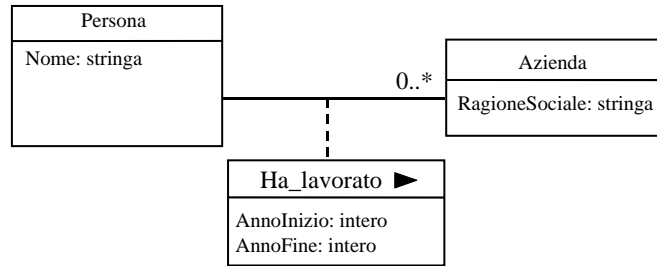 Persona
Nome: stringa
0..*
Azienda
RagioneSociale: stringa
Ha_lavorato
AnnoInizio: intero
AnnoFine: intero